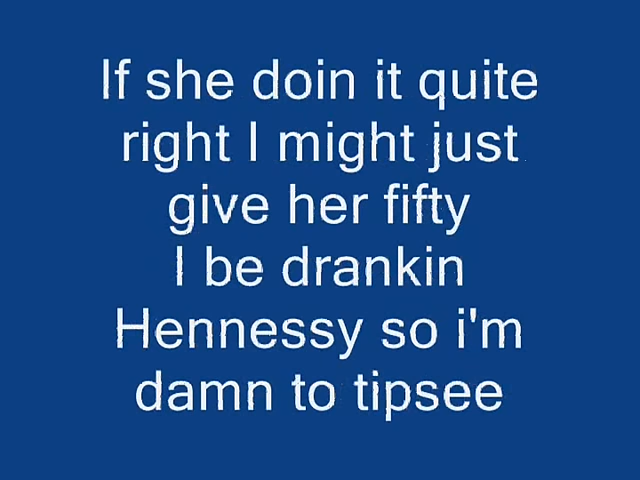 If she doin it quite
right I might just
give her fifty
I be drankin
Hennessy so i'm
damn to tipsee